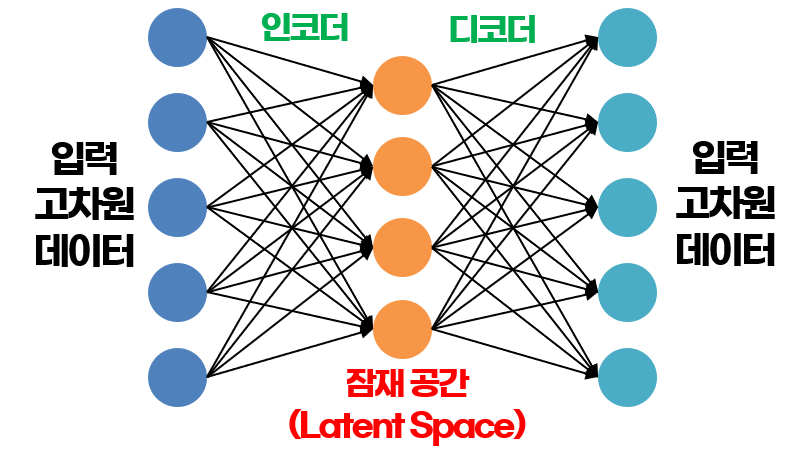 인코더
디코더
입력
고차원
데이터
입력
고차원
데이터
잠재 공간
(Latent Space)